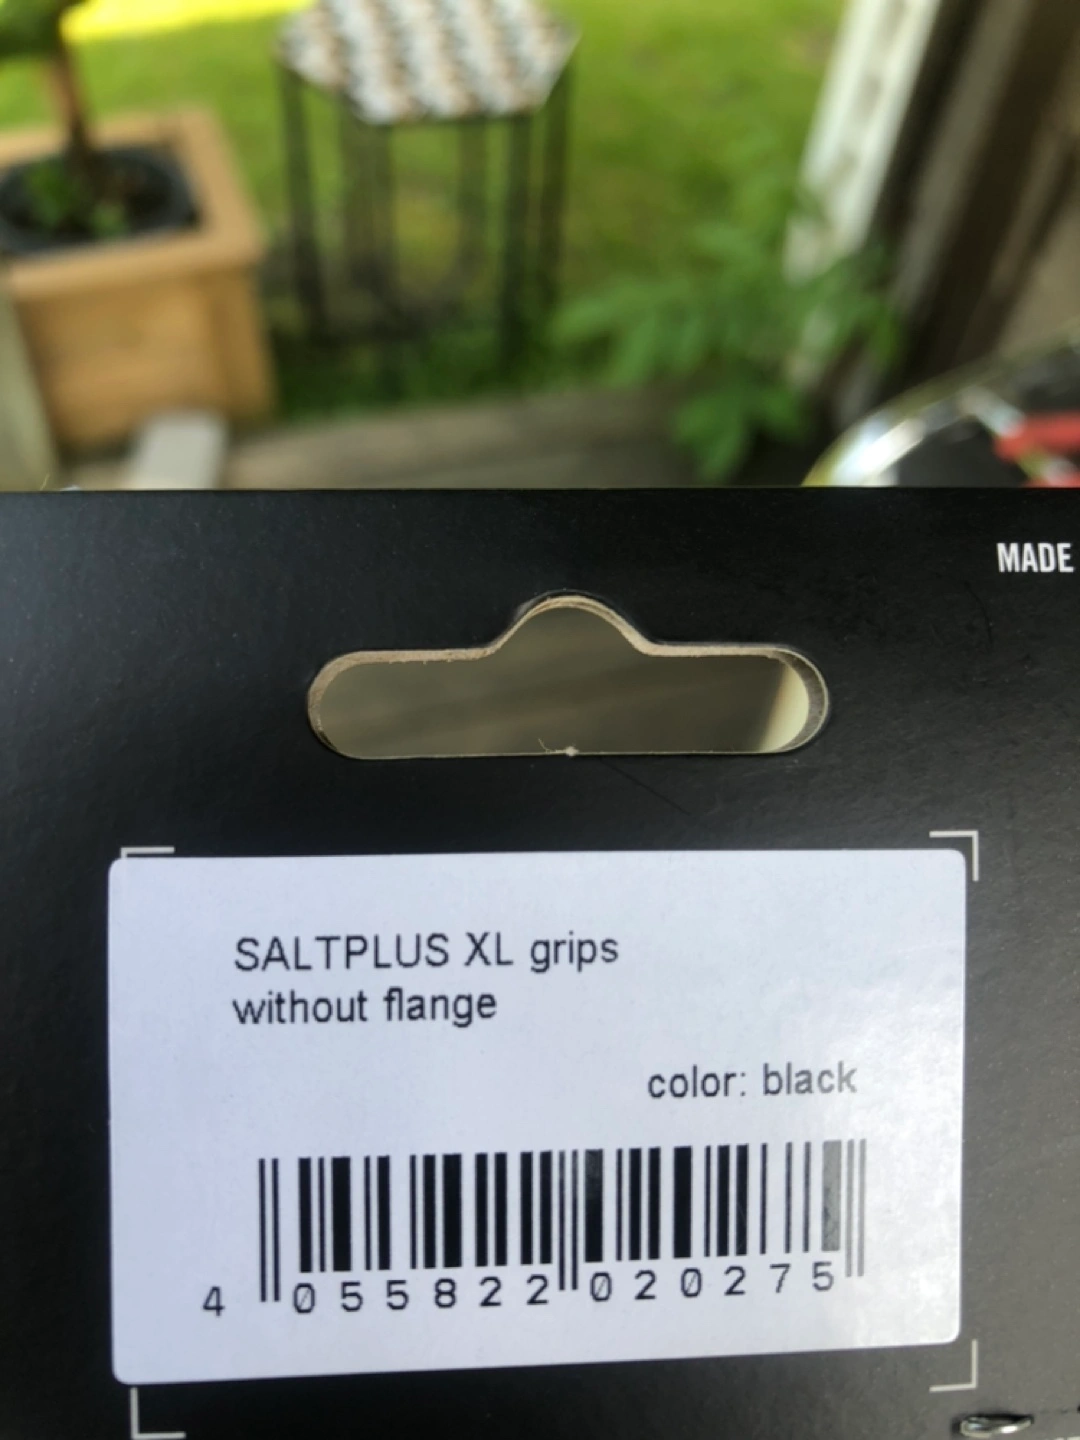 MADE
SALTPLUS XL grips
without flange
color: black
4 055822 020275